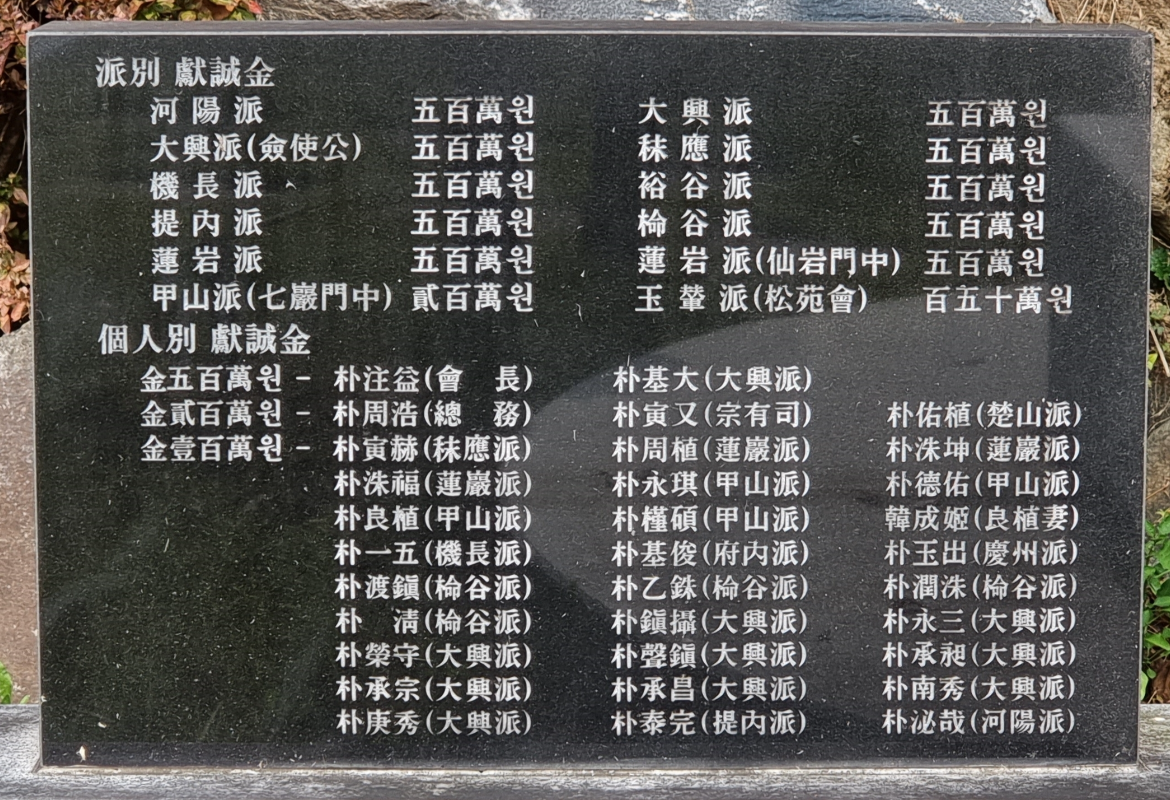 派別 獻誠金
河陽派 五百萬원 大興派 五百萬원
大興派(僉使公) 五百萬원 秣應派 五百萬원
機長派 五百萬원 裕谷派 五百萬원
提內派 五百萬원 棆谷派 五百萬원
蓮岩派 五百萬원 蓮岩派(仙岩門中) 五百萬원
甲山派(七巖門中) 貳百萬원 玉輦派(松苑會) 百五十萬원
個人別 獻誠金
金五百萬원 - 朴注益(會 長) 朴基大(大興派)
金貳百萬원 - 朴周浩(總 務) 朴寅又(宗有司) 朴佑植(楚山派)
金壹百萬원 - 朴寅赫(秣應派) 朴周植(蓮巖派) 朴洙坤(蓮巖派)
朴洙福(蓮巖派) 朴永琪(甲山派) 朴德佑(甲山派)
朴良植(甲山派) 朴槿碩(甲山派) 韓成姬(良植妻)
朴一五(機長派) 朴基俊(府內派) 朴玉出(慶州派)
朴渡鎭(棆谷派) 朴乙銖(棆谷派) 朴潤洙(棆谷派)
朴 淸(棆谷派) 朴鎭攝(大興派) 朴永三(大興派)
朴榮守(大興派) 朴聲鎭(大興派) 朴承昶(大興派)
朴承宗(大興派) 朴承昌(大興派) 朴南秀(大興派)
朴庚秀(大興派) 朴泰完(提內派) 朴泌哉(河陽派)